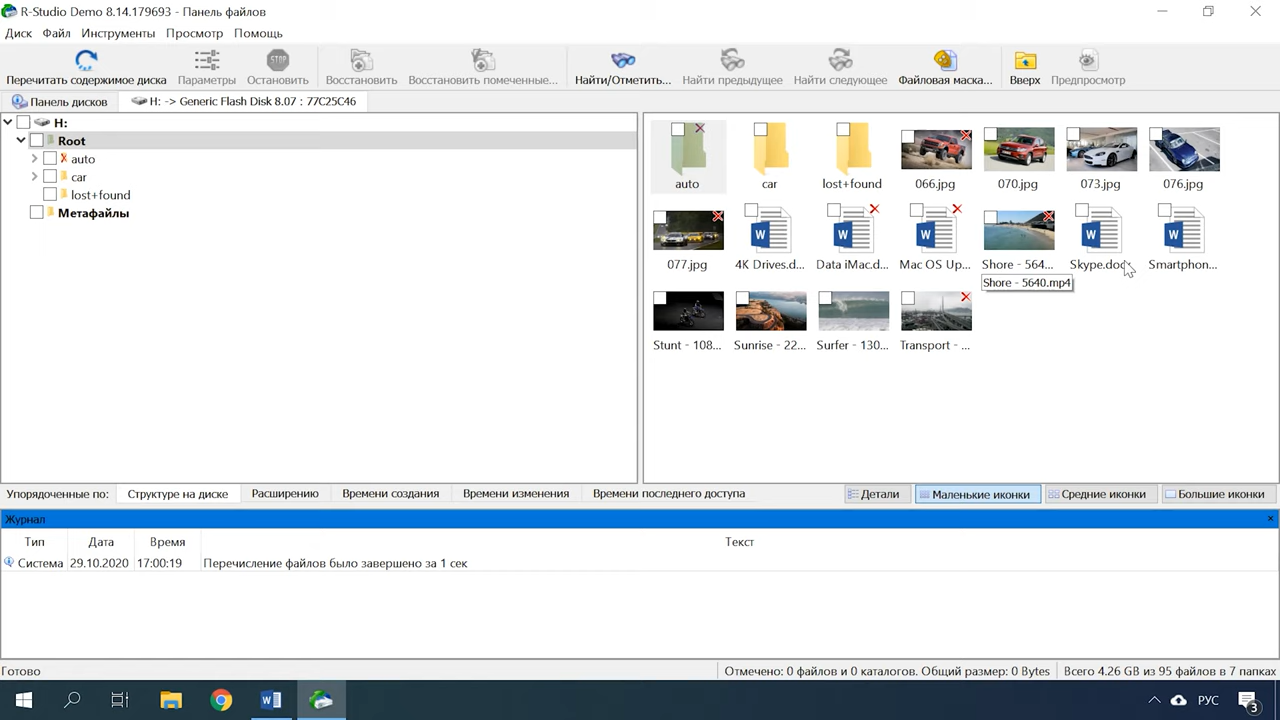 R-Studio Demo 8.14.179693 - Панель файлов
Диск Файл Инструменты Просмотр Помощь
Перечитать содержимое диска Параметры Остановить Восстановить Восстановить помеченные... Найти/Отметить... Найти предыдущее Найти следующее Файловая маска... Вверх Предпросмотр
Панель дисков H: -> Generic Flash Disk 8.07 : 77C25C46
H:
Root
auto
car
lost+found
Метафайлы
auto car lost+found 066.jpg 070.jpg 073.jpg 076.jpg
077.jpg 4K Drives.d... Data iMac.d... Mac OS Up... Shore - 564... Skype.docx Smartphon...
Shore - 5640.mp4
Stunt - 108... Sunrise - 22... Surfer - 130... Transport - ...
Упорядоченные по: Структуре на диске Расширению Времени создания Времени изменения Времени последнего доступа Детали Маленькие иконки Средние иконки Большие иконки
Журнал
Тип Дата Время Текст
Система 29.10.2020 17:00:19 Перечисление файлов было завершено за 1 сек
Готово Отмечено: 0 файлов и 0 каталогов. Общий размер: 0 Bytes Всего 4.26 GB из 95 файлов в 7 папках
РУС 3